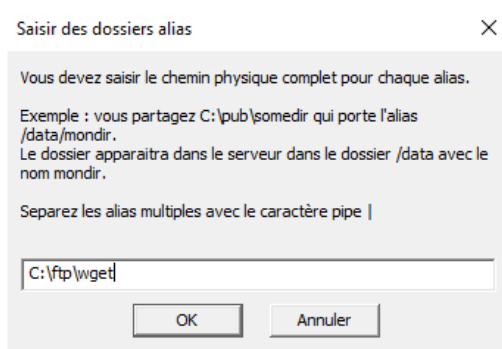 Saisir des dossiers alias
Vous devez saisir le chemin physique complet pour chaque alias.
Exemple : vous partagez C:\pub\somedir qui porte l'alias
/data/mondir.
Le dossier apparaitra dans le serveur dans le dossier /data avec le
nom mondir.
Separez les alias multiples avec le caractère pipe |
C:\ftp\wget
OK Annuler